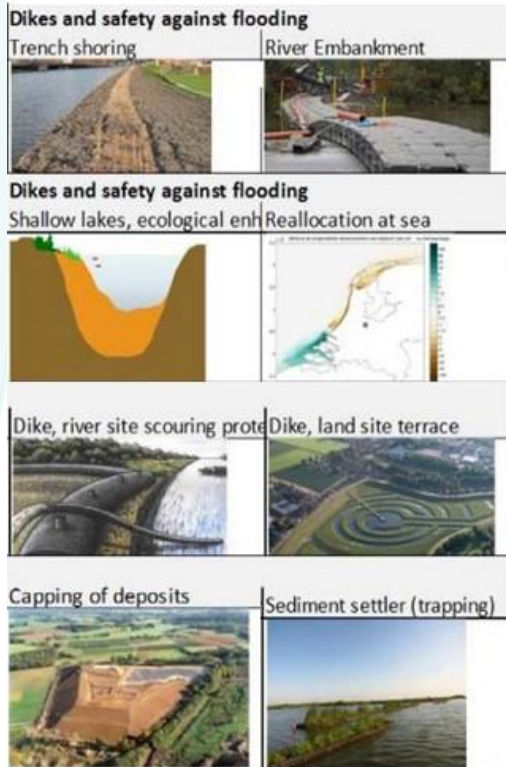 Dikes and safety against flooding
Trench shoring
River Embankment
Dikes and safety against flooding
Shallow lakes, ecological enh
Reallocation at sea
Dike, river site scouring prote
Dike, land site terrace
Capping of deposits
Sediment settler (trapping)